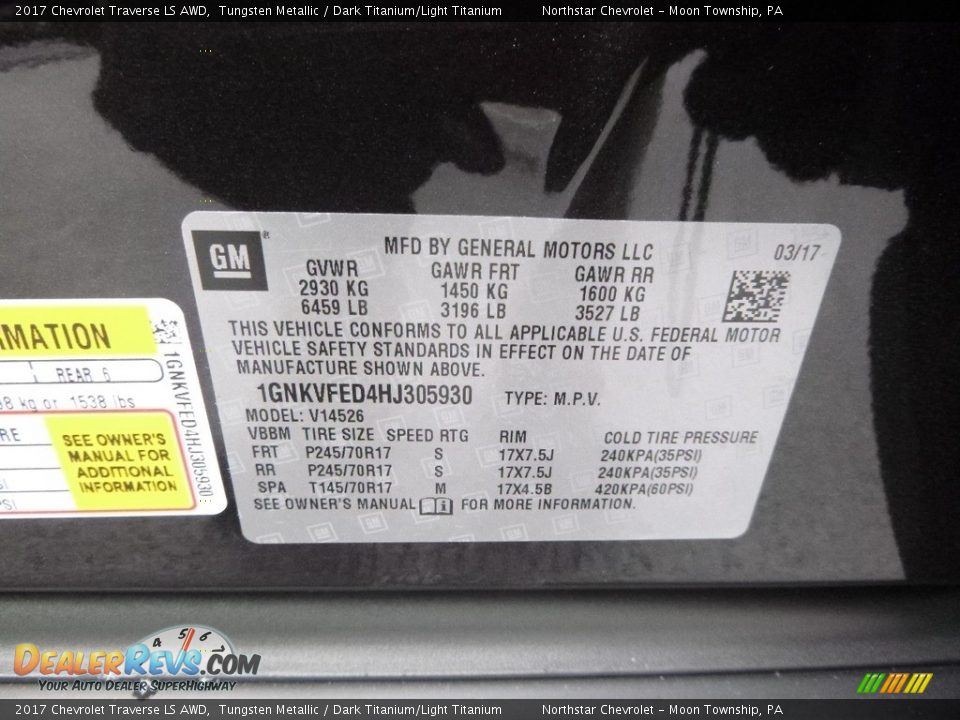 2017 Chevrolet Traverse LS AWD, Tungsten Metallic / Dark Titanium/Light Titanium Northstar Chevrolet - Moon Township, PA
GM®
MFD BY GENERAL MOTORS LLC 03/17
GVWR GAWR FRT GAWR RR
2930 KG 1450 KG 1600 KG
6459 LB 3196 LB 3527 LB
THIS VEHICLE CONFORMS TO ALL APPLICABLE U.S. FEDERAL MOTOR
VEHICLE SAFETY STANDARDS IN EFFECT ON THE DATE OF
MANUFACTURE SHOWN ABOVE.
1GNKVFED4HJ305930 TYPE: M.P.V.
MODEL: V14526
VBBM TIRE SIZE SPEED RTG RIM COLD TIRE PRESSURE
FRT P245/70R17 S 17X7.5J 240KPA(35PSI)
RR P245/70R17 S 17X7.5J 240KPA(35PSI)
SPA T145/70R17 M 17X4.5B 420KPA(60PSI)
SEE OWNER'S MANUAL i FOR MORE INFORMATION.
REAR 6
kg or 1538 lbs
SEE OWNER'S
MANUAL FOR
ADDITIONAL
INFORMATION
1GNKVFED4HJ305930
4 5 6
DEALERREVS.COM
YOUR AUTO DEALER SUPERHIGHWAY
2017 Chevrolet Traverse LS AWD, Tungsten Metallic / Dark Titanium/Light Titanium Northstar Chevrolet - Moon Township, PA